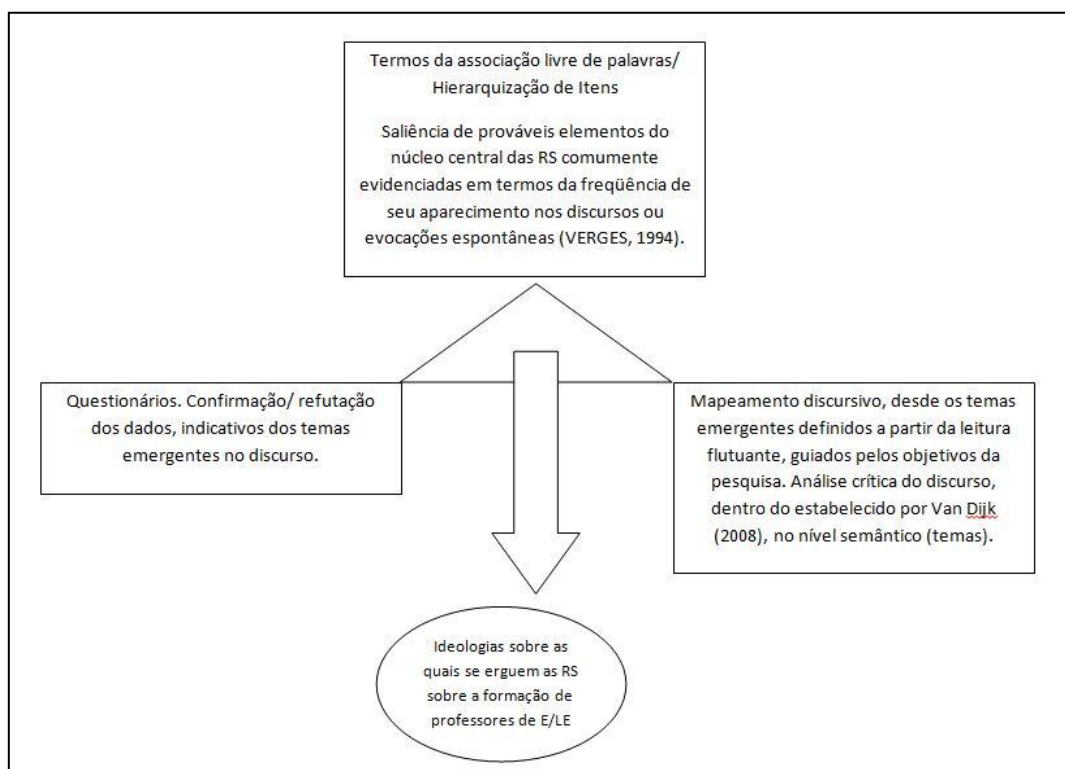 Termos da associação livre de palavras/
Hierarquização de Itens
Saliência de prováveis elementos do
núcleo central das RS comumente
evidenciadas em termos da freqüência de
seu aparecimento nos discursos ou
evocações espontâneas (VERGES, 1994).
Questionários. Confirmação/ refutação
dos dados, indicativos dos temas
emergentes no discurso.
Mapeamento discursivo, desde os temas
emergentes definidos a partir da leitura
flutuante, guiados pelos objetivos da
pesquisa. Análise crítica do discurso,
dentro do estabelecido por Van Dijk
(2008), no nível semântico (temas).
Ideologias sobre as
quais se erguem as RS
sobre a formação de
professores de E/LE